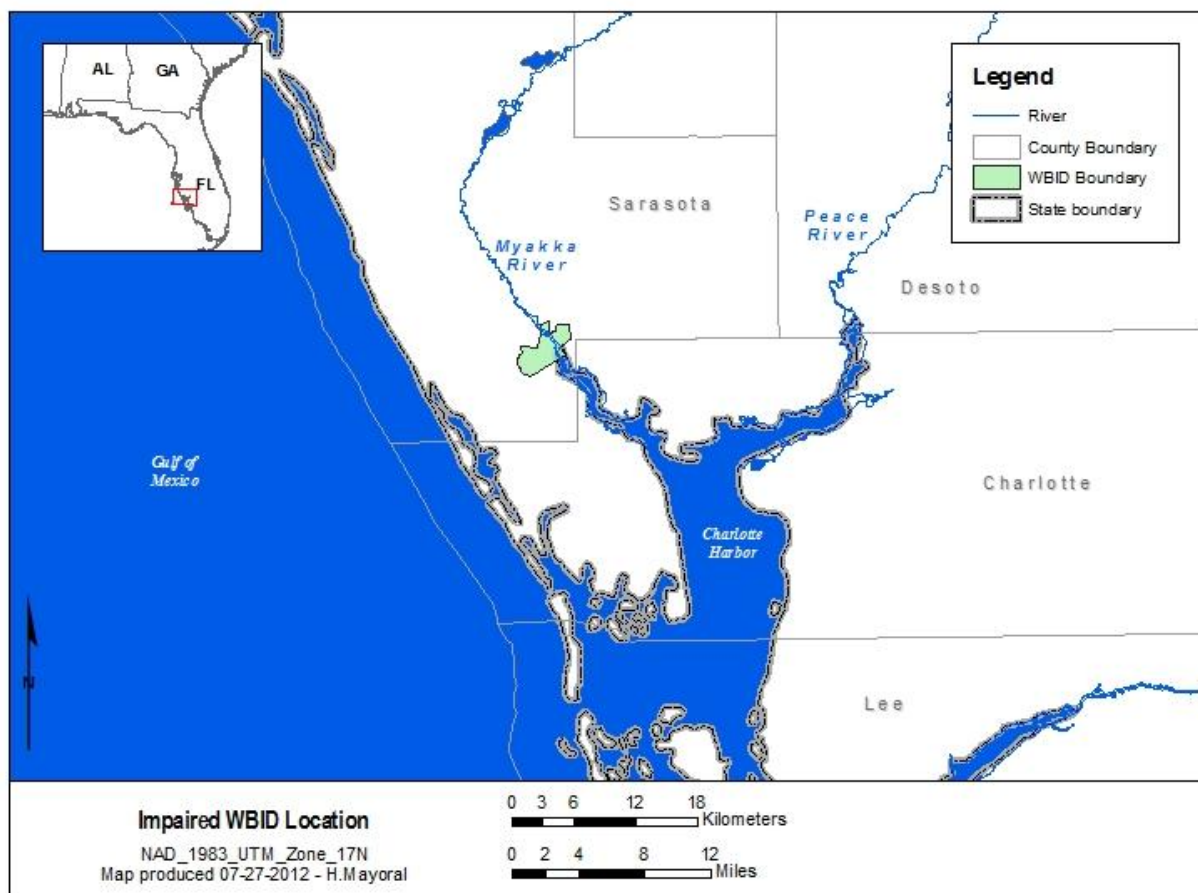 AL
GA
FL
Legend
River
County Boundary
WBID Boundary
State boundary
Sarasota
Peace
River
Myakka
River
Desoto
Gulf of
Mexico
Charlotte
Charlotte
Harbor
N
Lee
Impaired WBID Location
NAD_1983_UTM_Zone_17N
Map produced 07-27-2012 - H.Mayoral
0 3 6 12 18
Kilometers
0 2 4 8 12
Miles